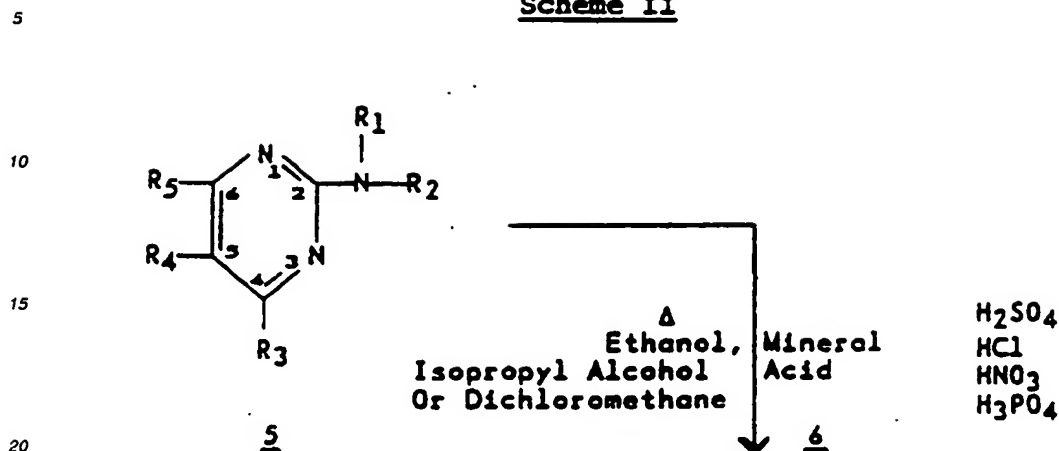 5
Scheme II
R1
10
N
1
R5
6
2
N
R2
R4
5
3
N
4
15
R3
Δ
H2SO4
Ethanol, Mineral
HCl
Isopropyl Alcohol Acid
HNO3
Or Dichloromethane
H3PO4
20
5
6